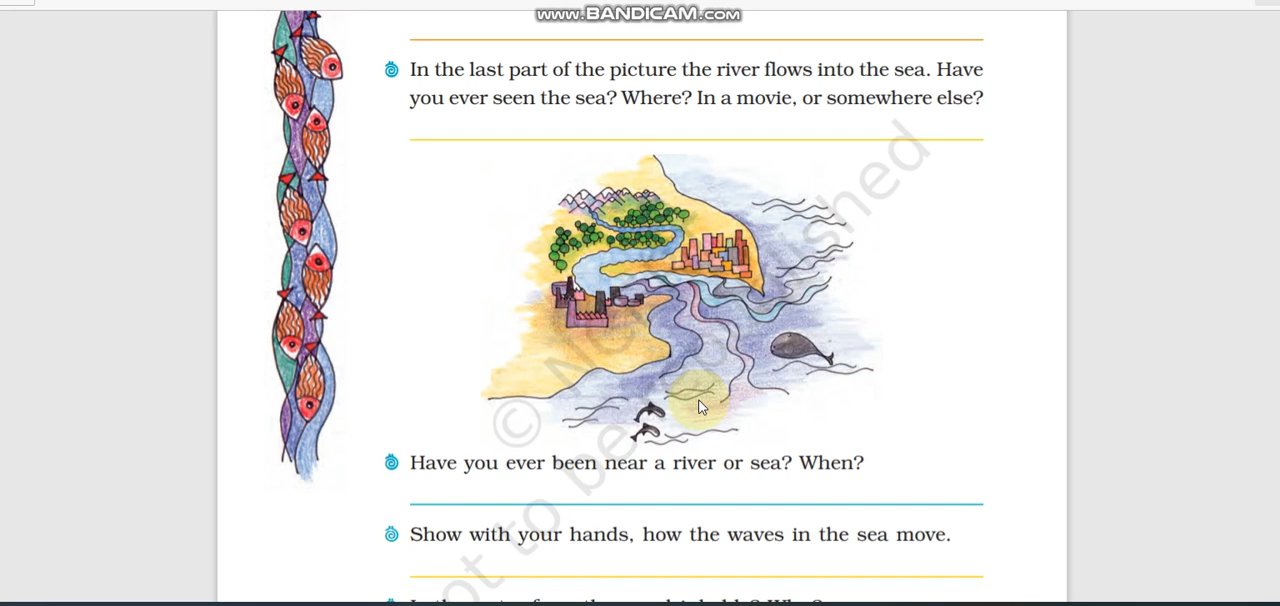 www.BANDICAM.com
In the last part of the picture the river flows into the sea. Have
you ever seen the sea? Where? In a movie, or somewhere else?
Have you ever been near a river or sea? When?
Show with your hands, how the waves in the sea move.